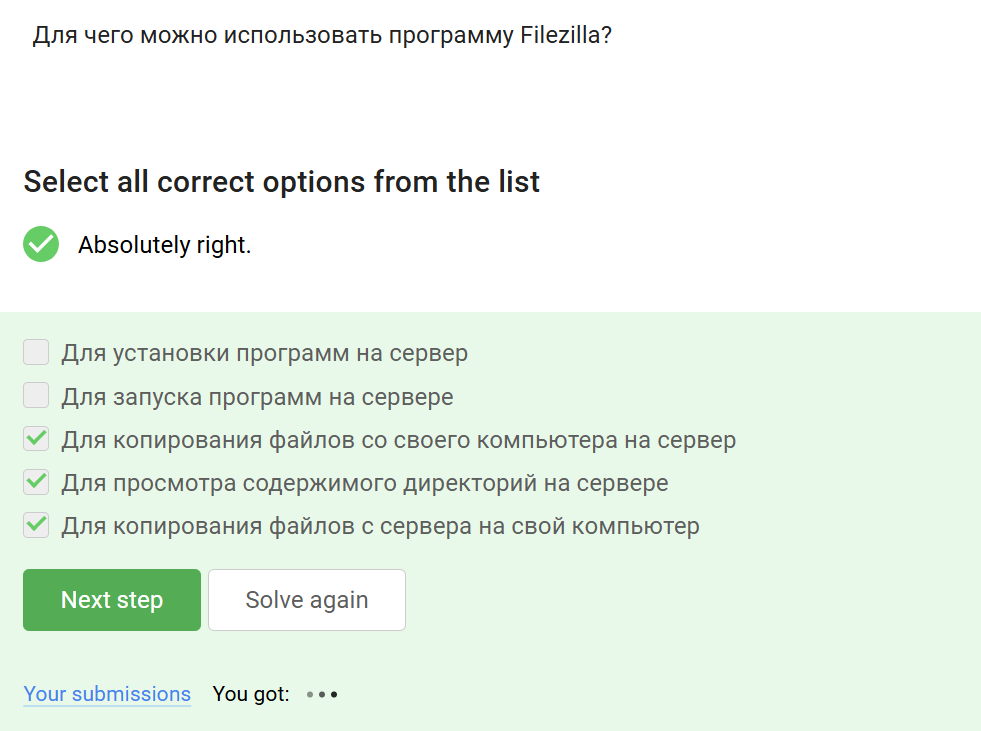 Для чего можно использовать программу Filezilla?
Select all correct options from the list
Absolutely right.
Для установки программ на сервер
Для запуска программ на сервере
Для копирования файлов со своего компьютера на сервер
Для просмотра содержимого директорий на сервере
Для копирования файлов с сервера на свой компьютер
Next step Solve again
Your submissions You got: